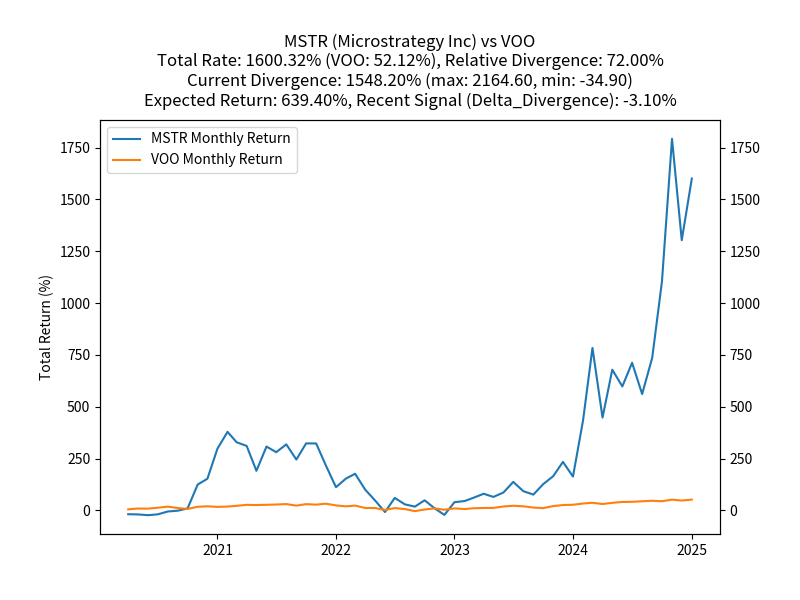 MSTR (Microstrategy Inc) vs VOO
Total Rate: 1600.32% (VOO: 52.12%), Relative Divergence: 72.00%
Current Divergence: 1548.20% (max: 2164.60, min: -34.90)
Expected Return: 639.40%, Recent Signal (Delta_Divergence): -3.10%
MSTR Monthly Return
VOO Monthly Return
Total Return (%)
1750 1750
1500 1500
1250 1250
1000 1000
750 750
500 500
250 250
0 0
2021 2022 2023 2024 2025